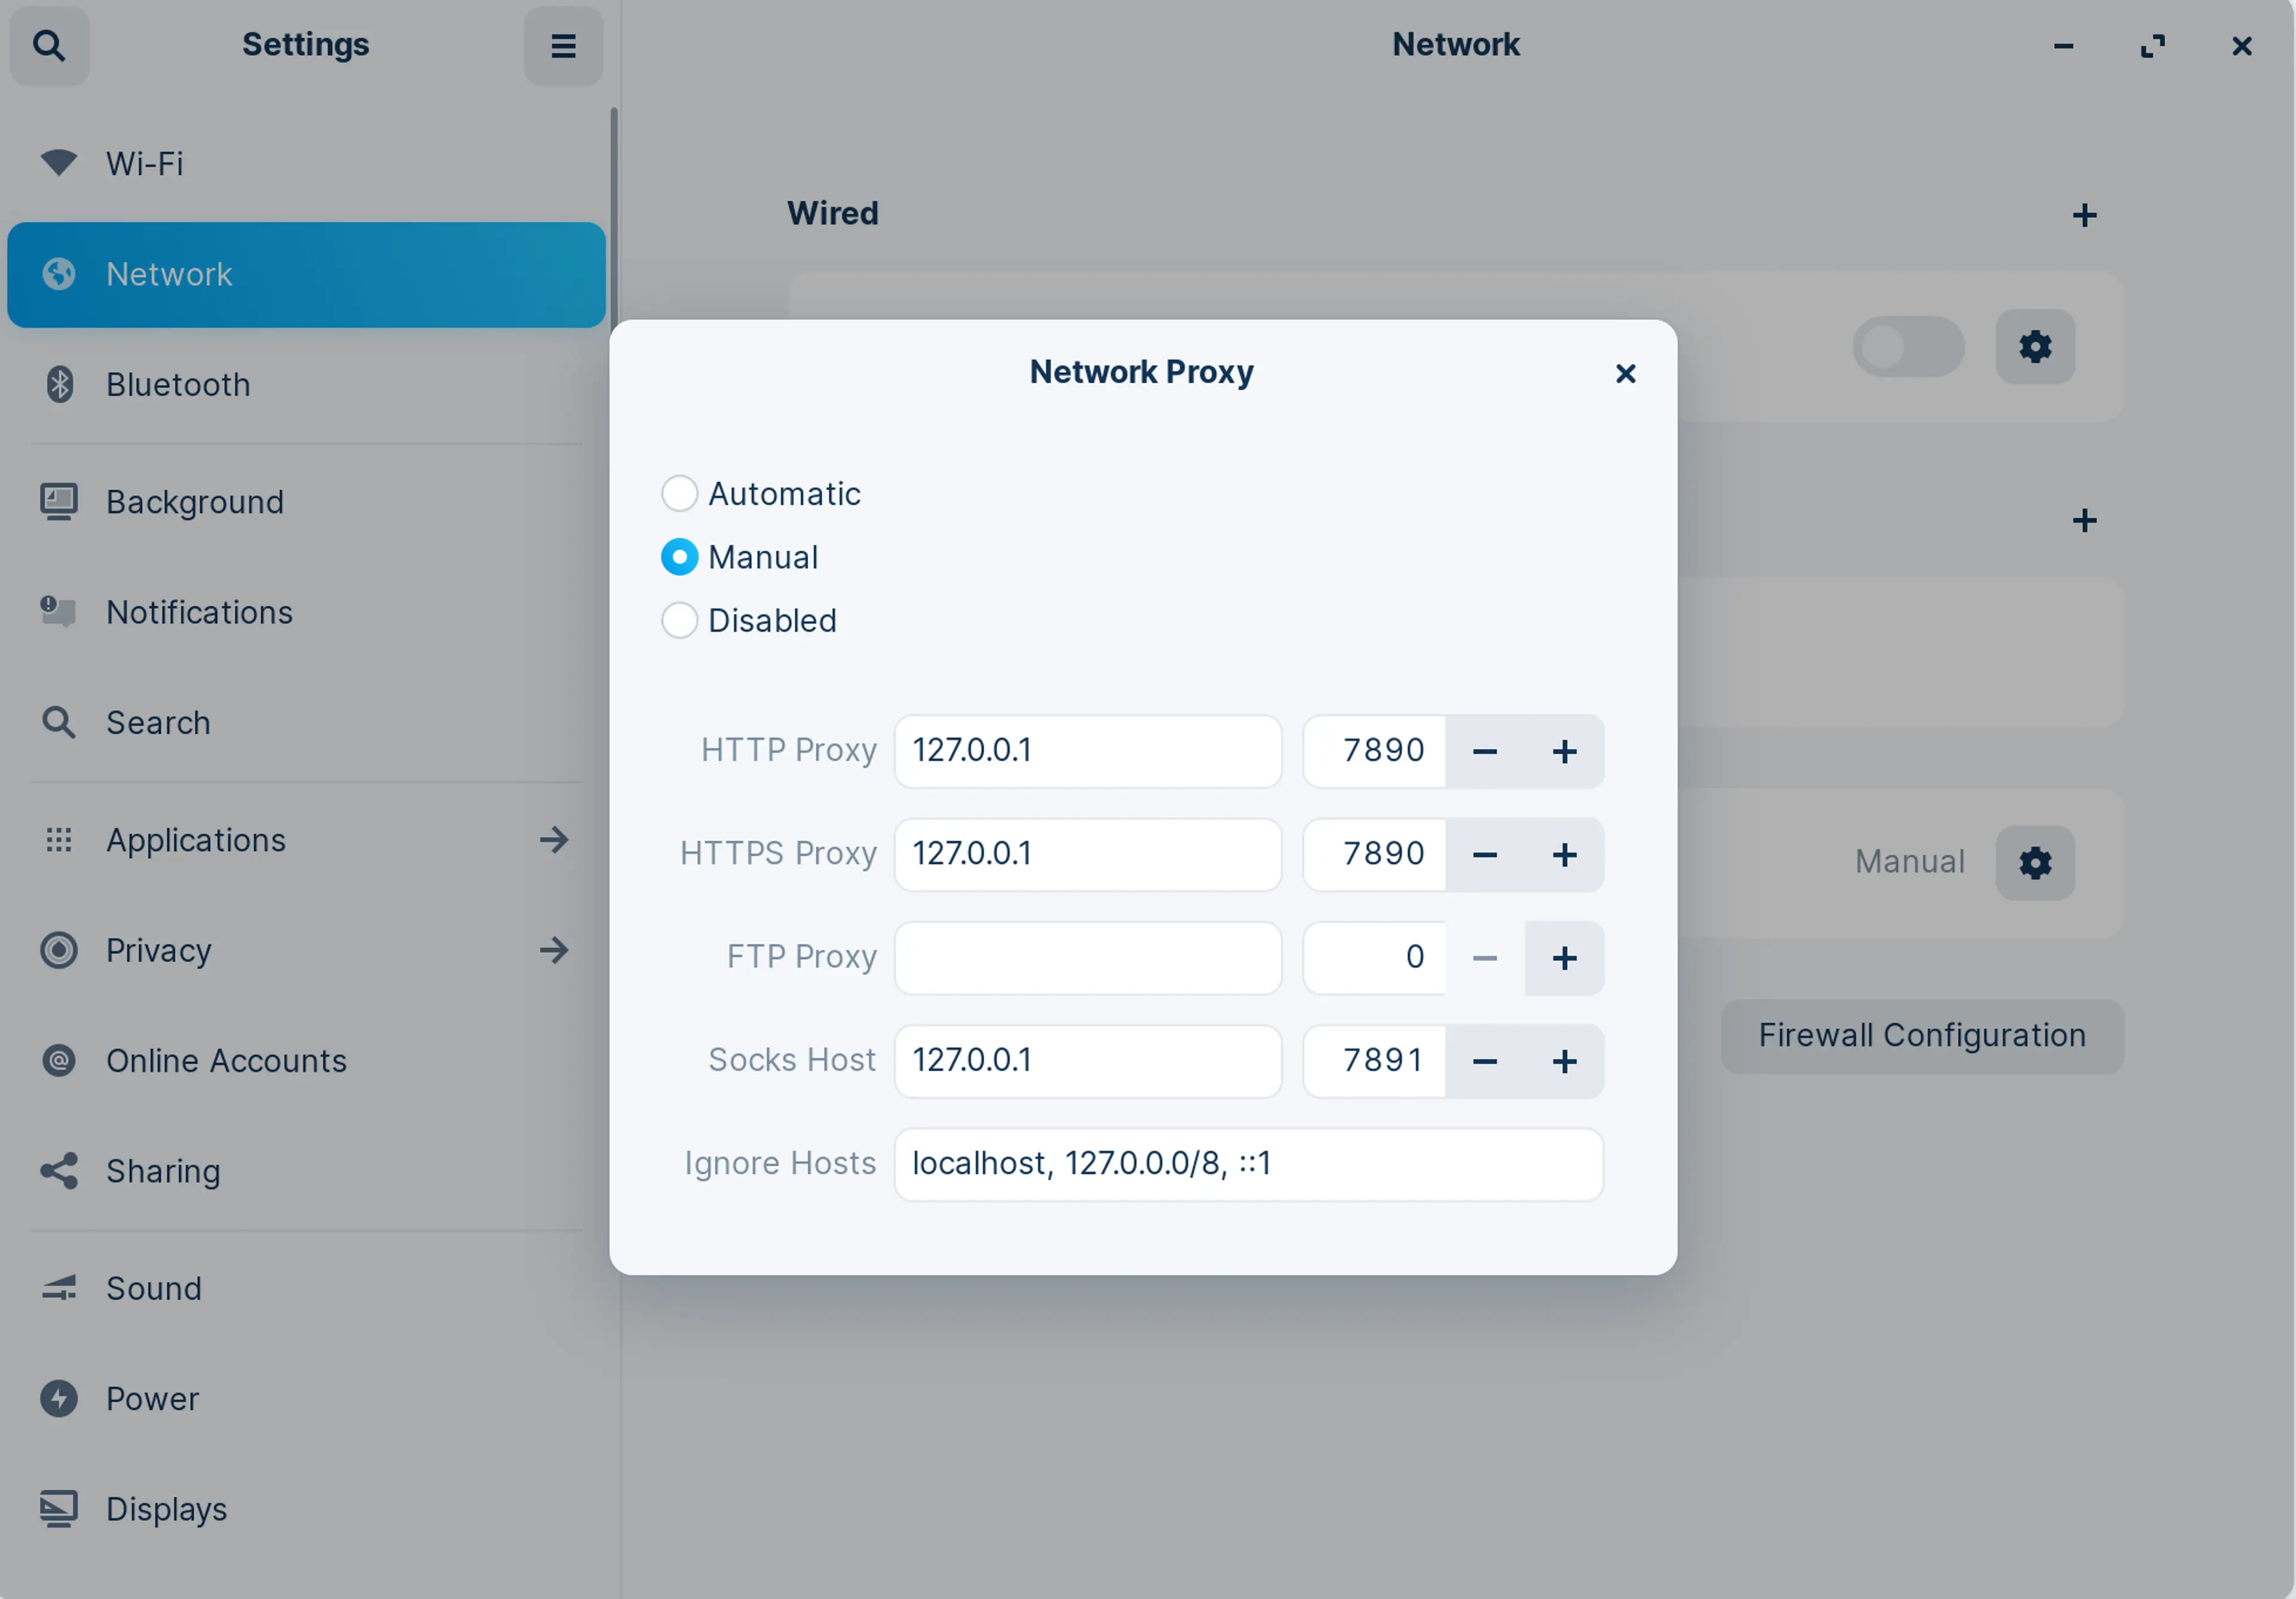 Settings
Network
Wi-Fi
Network
Bluetooth
Background
Notifications
Search
Applications
Privacy
Online Accounts
Sharing
Sound
Power
Displays
Wired
Manual
Firewall Configuration
Network Proxy
Automatic
Manual
Disabled
HTTP Proxy 127.0.0.1 7890
HTTPS Proxy 127.0.0.1 7890
FTP Proxy 0
Socks Host 127.0.0.1 7891
Ignore Hosts localhost, 127.0.0.0/8, ::1